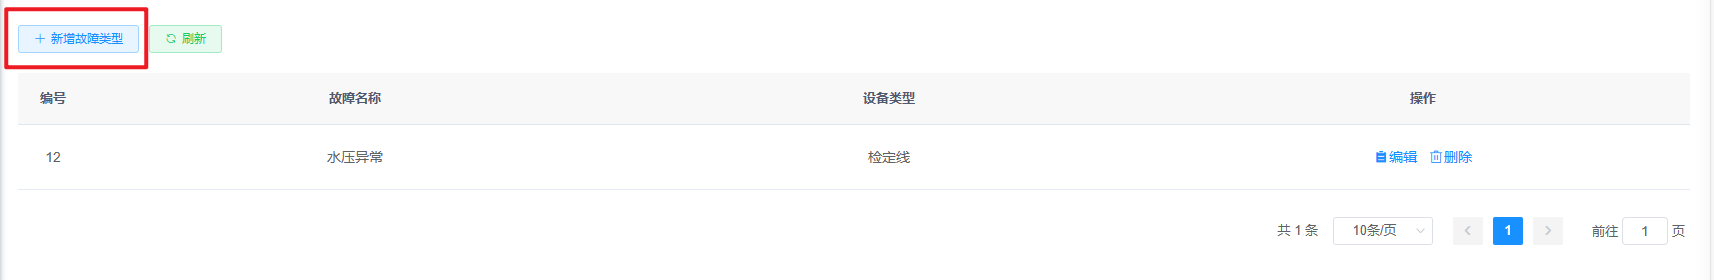 新增故障类型 刷新
编号 故障名称 设备类型 操作
12 水压异常 检定线 编辑 删除
共 1 条 10条/页 1 前往 1 页